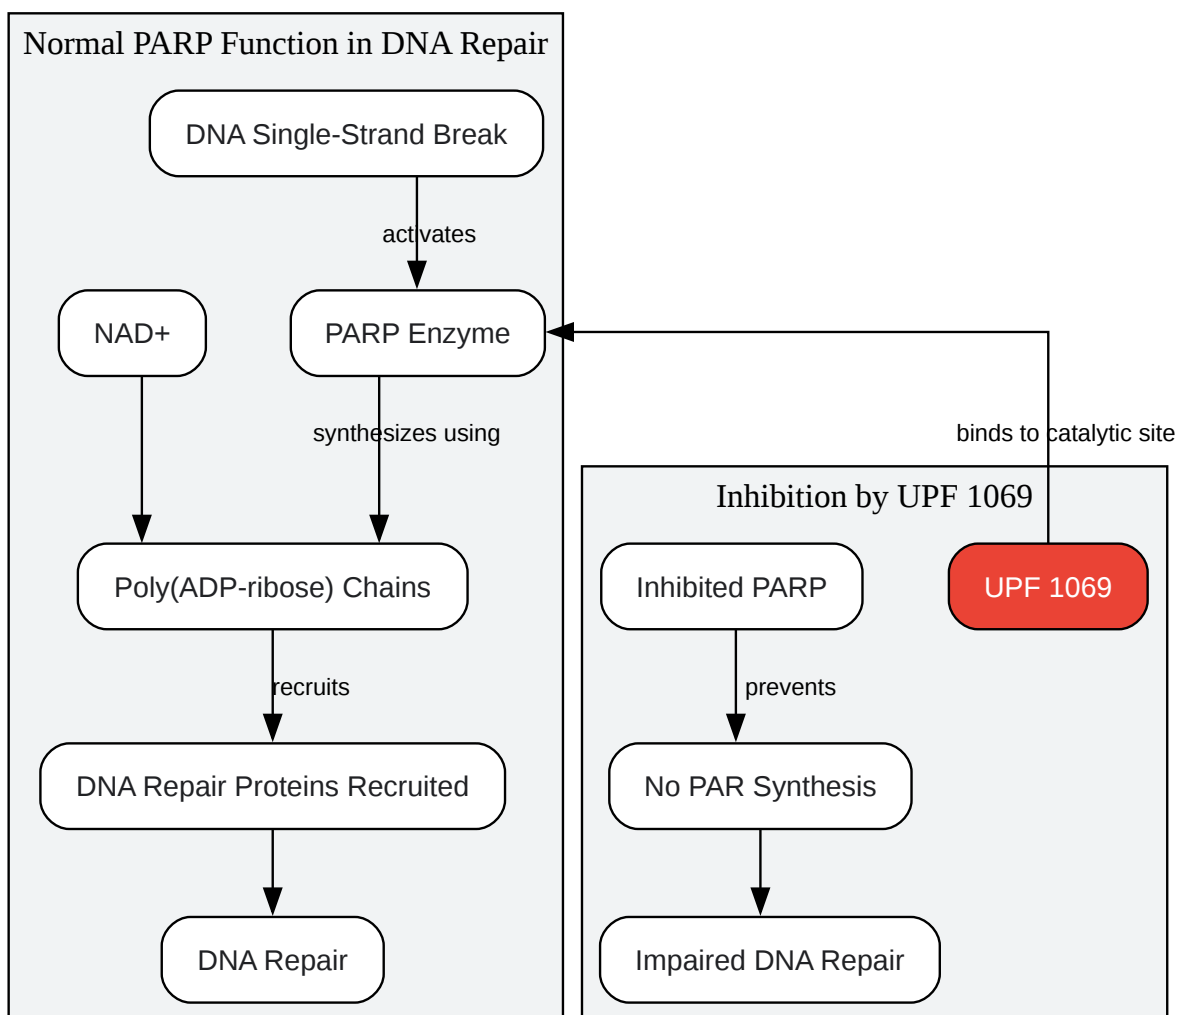 Normal PARP Function in DNA Repair
DNA Single-Strand Break
activates
NAD+
PARP Enzyme
synthesizes using
binds to catalytic site
Poly(ADP-ribose) Chains
recruits
DNA Repair Proteins Recruited
DNA Repair
Inhibition by UPF 1069
Inhibited PARP
UPF 1069
prevents
No PAR Synthesis
Impaired DNA Repair